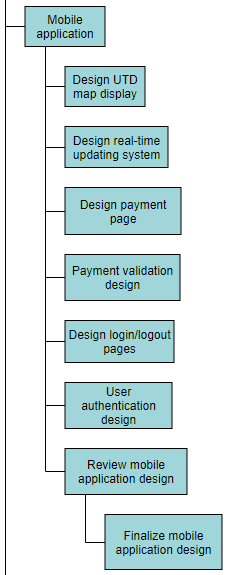 Mobile
application
Design UTD
map display
Design real-time
updating system
Design payment
page
Payment validation
design
Design login/logout
pages
User
authentication
design
Review mobile
application design
Finalize mobile
application design